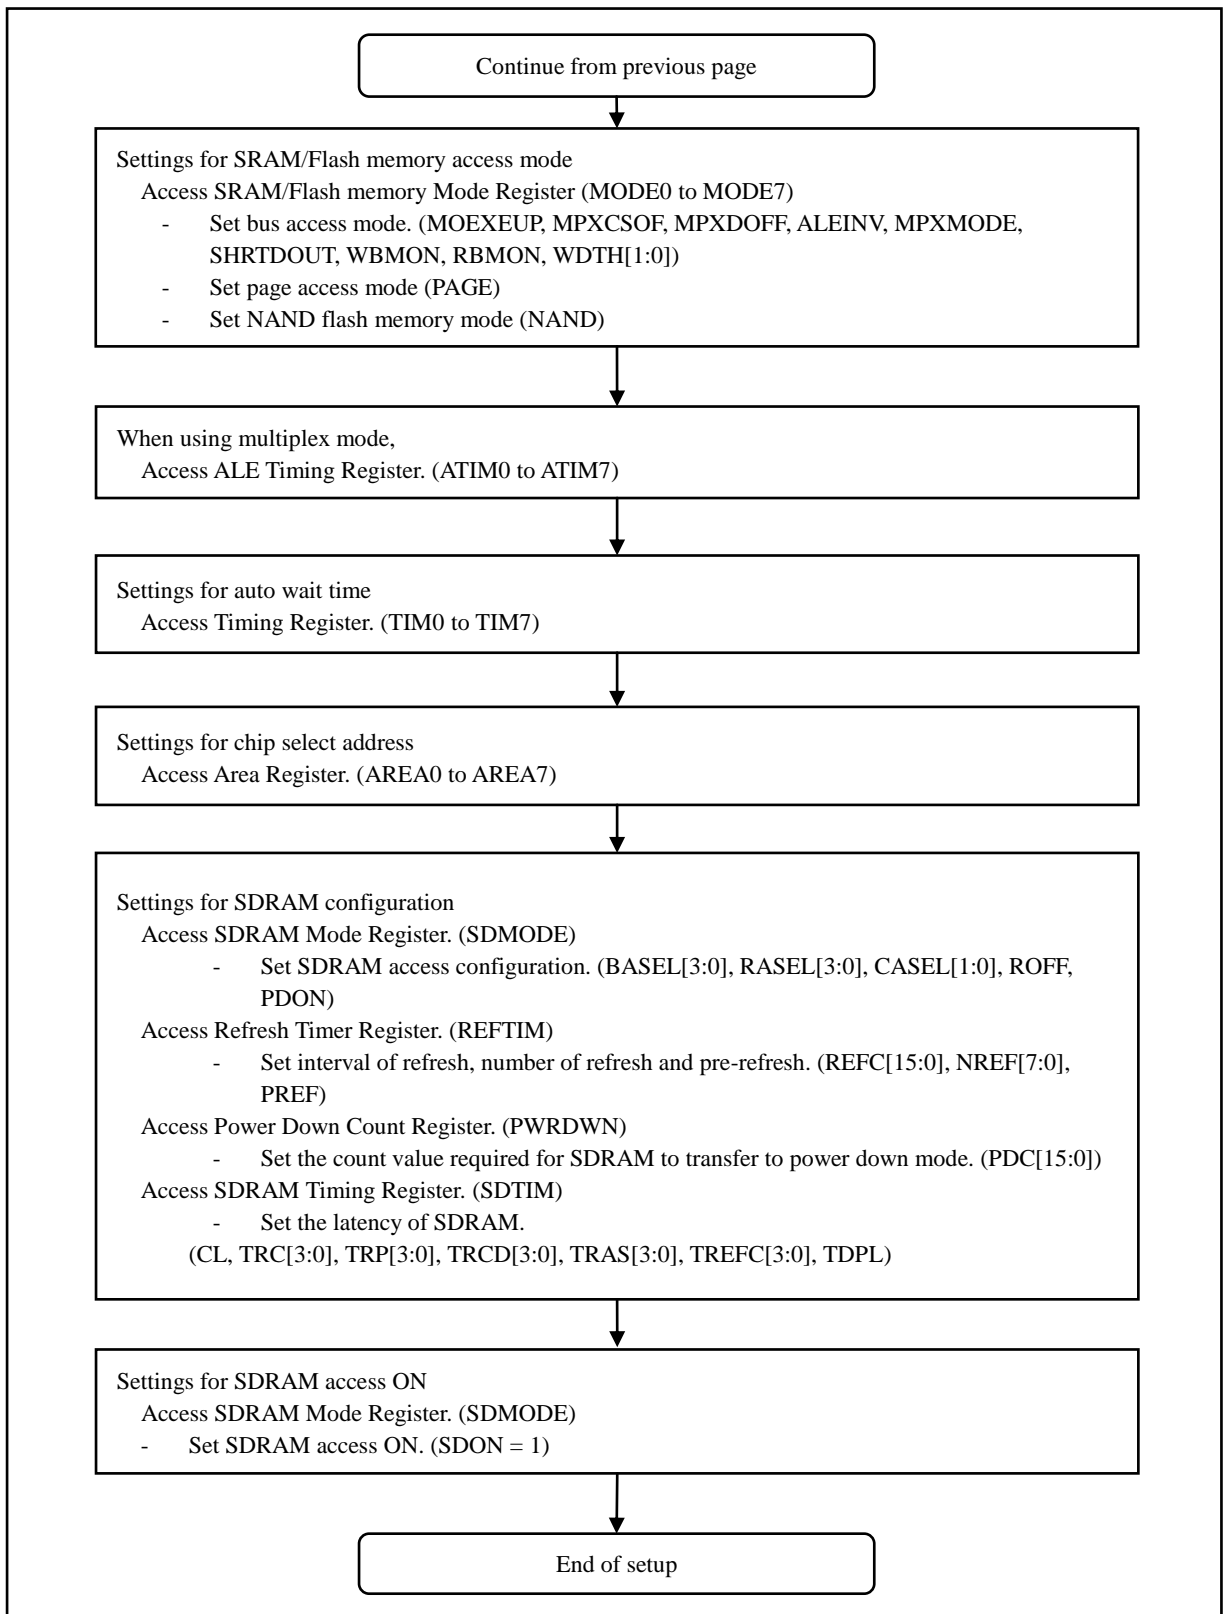 Continue from previous page
Settings for SRAM/Flash memory access mode
Access SRAM/Flash memory Mode Register (MODE0 to MODE7)
- Set bus access mode. (MOEXEUP, MPXCSOF, MPXDOFF, ALEINV, MPXMODE,
SHRTDOUT, WBMON, RBMON, WDTH[1:0])
- Set page access mode (PAGE)
- Set NAND flash memory mode (NAND)
When using multiplex mode,
Access ALE Timing Register. (ATIM0 to ATIM7)
Settings for auto wait time
Access Timing Register. (TIM0 to TIM7)
Settings for chip select address
Access Area Register. (AREA0 to AREA7)
Settings for SDRAM configuration
Access SDRAM Mode Register. (SDMODE)
- Set SDRAM access configuration. (BASEL[3:0], RASEL[3:0], CASEL[1:0], ROFF,
PDON)
Access Refresh Timer Register. (REFTIM)
- Set interval of refresh, number of refresh and pre-refresh. (REFC[15:0], NREF[7:0],
PREF)
Access Power Down Count Register. (PWRDWN)
- Set the count value required for SDRAM to transfer to power down mode. (PDC[15:0])
Access SDRAM Timing Register. (SDTIM)
- Set the latency of SDRAM.
(CL, TRC[3:0], TRP[3:0], TRCD[3:0], TRAS[3:0], TREFC[3:0], TDPL)
Settings for SDRAM access ON
Access SDRAM Mode Register. (SDMODE)
- Set SDRAM access ON. (SDON = 1)
End of setup